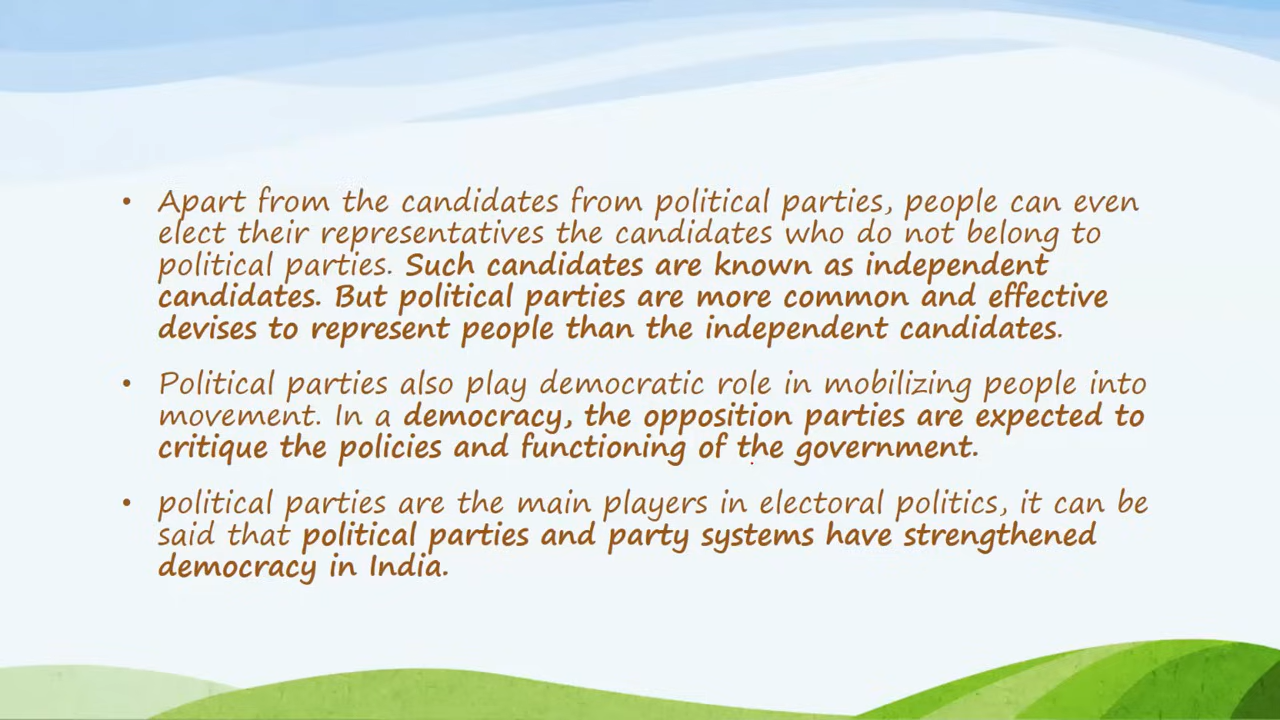 • Apart from the candidates from political parties, people can even
elect their representatives the candidates who do not belong to
political parties. Such candidates are known as independent
candidates. But political parties are more common and effective
devises to represent people than the independent candidates.
• Political parties also play democratic role in mobilizing people into
movement. In a democracy, the opposition parties are expected to
critique the policies and functioning of the government.
• political parties are the main players in electoral politics, it can be
said that political parties and party systems have strengthened
democracy in India.